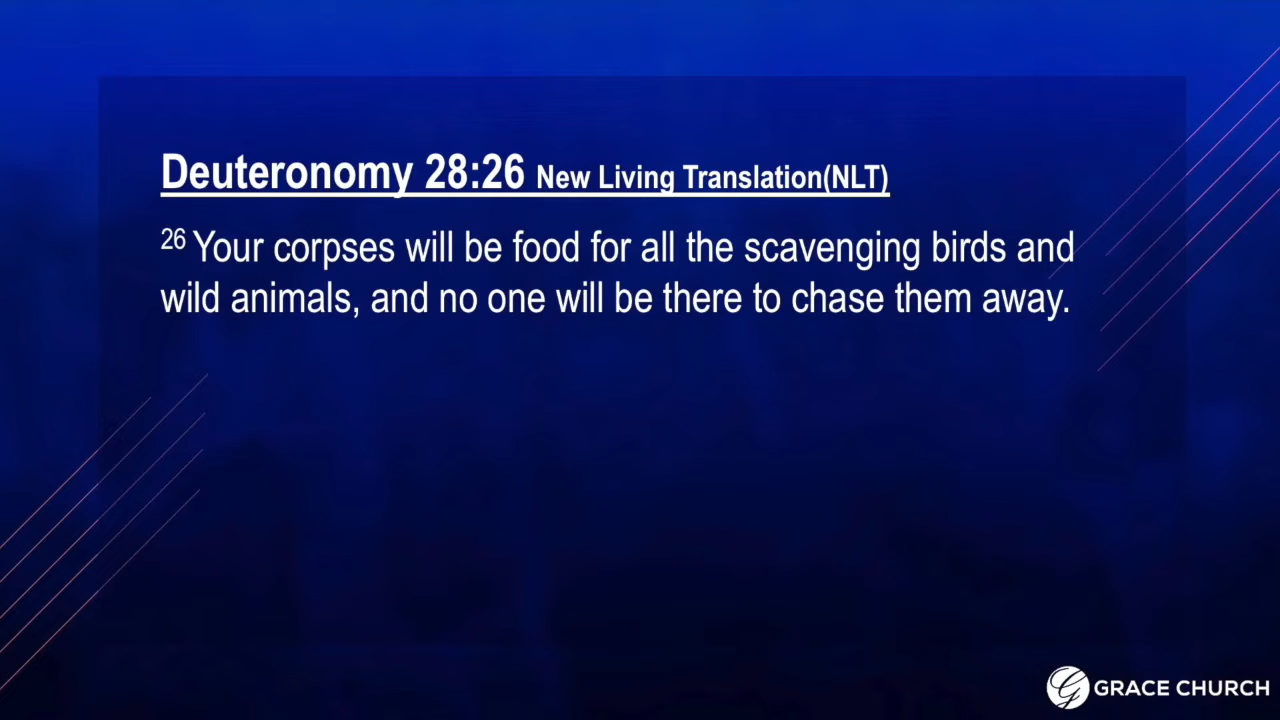 Deuteronomy 28:26 New Living Translation(NLT)
26 Your corpses will be food for all the scavenging birds and
wild animals, and no one will be there to chase them away.
GRACE CHURCH